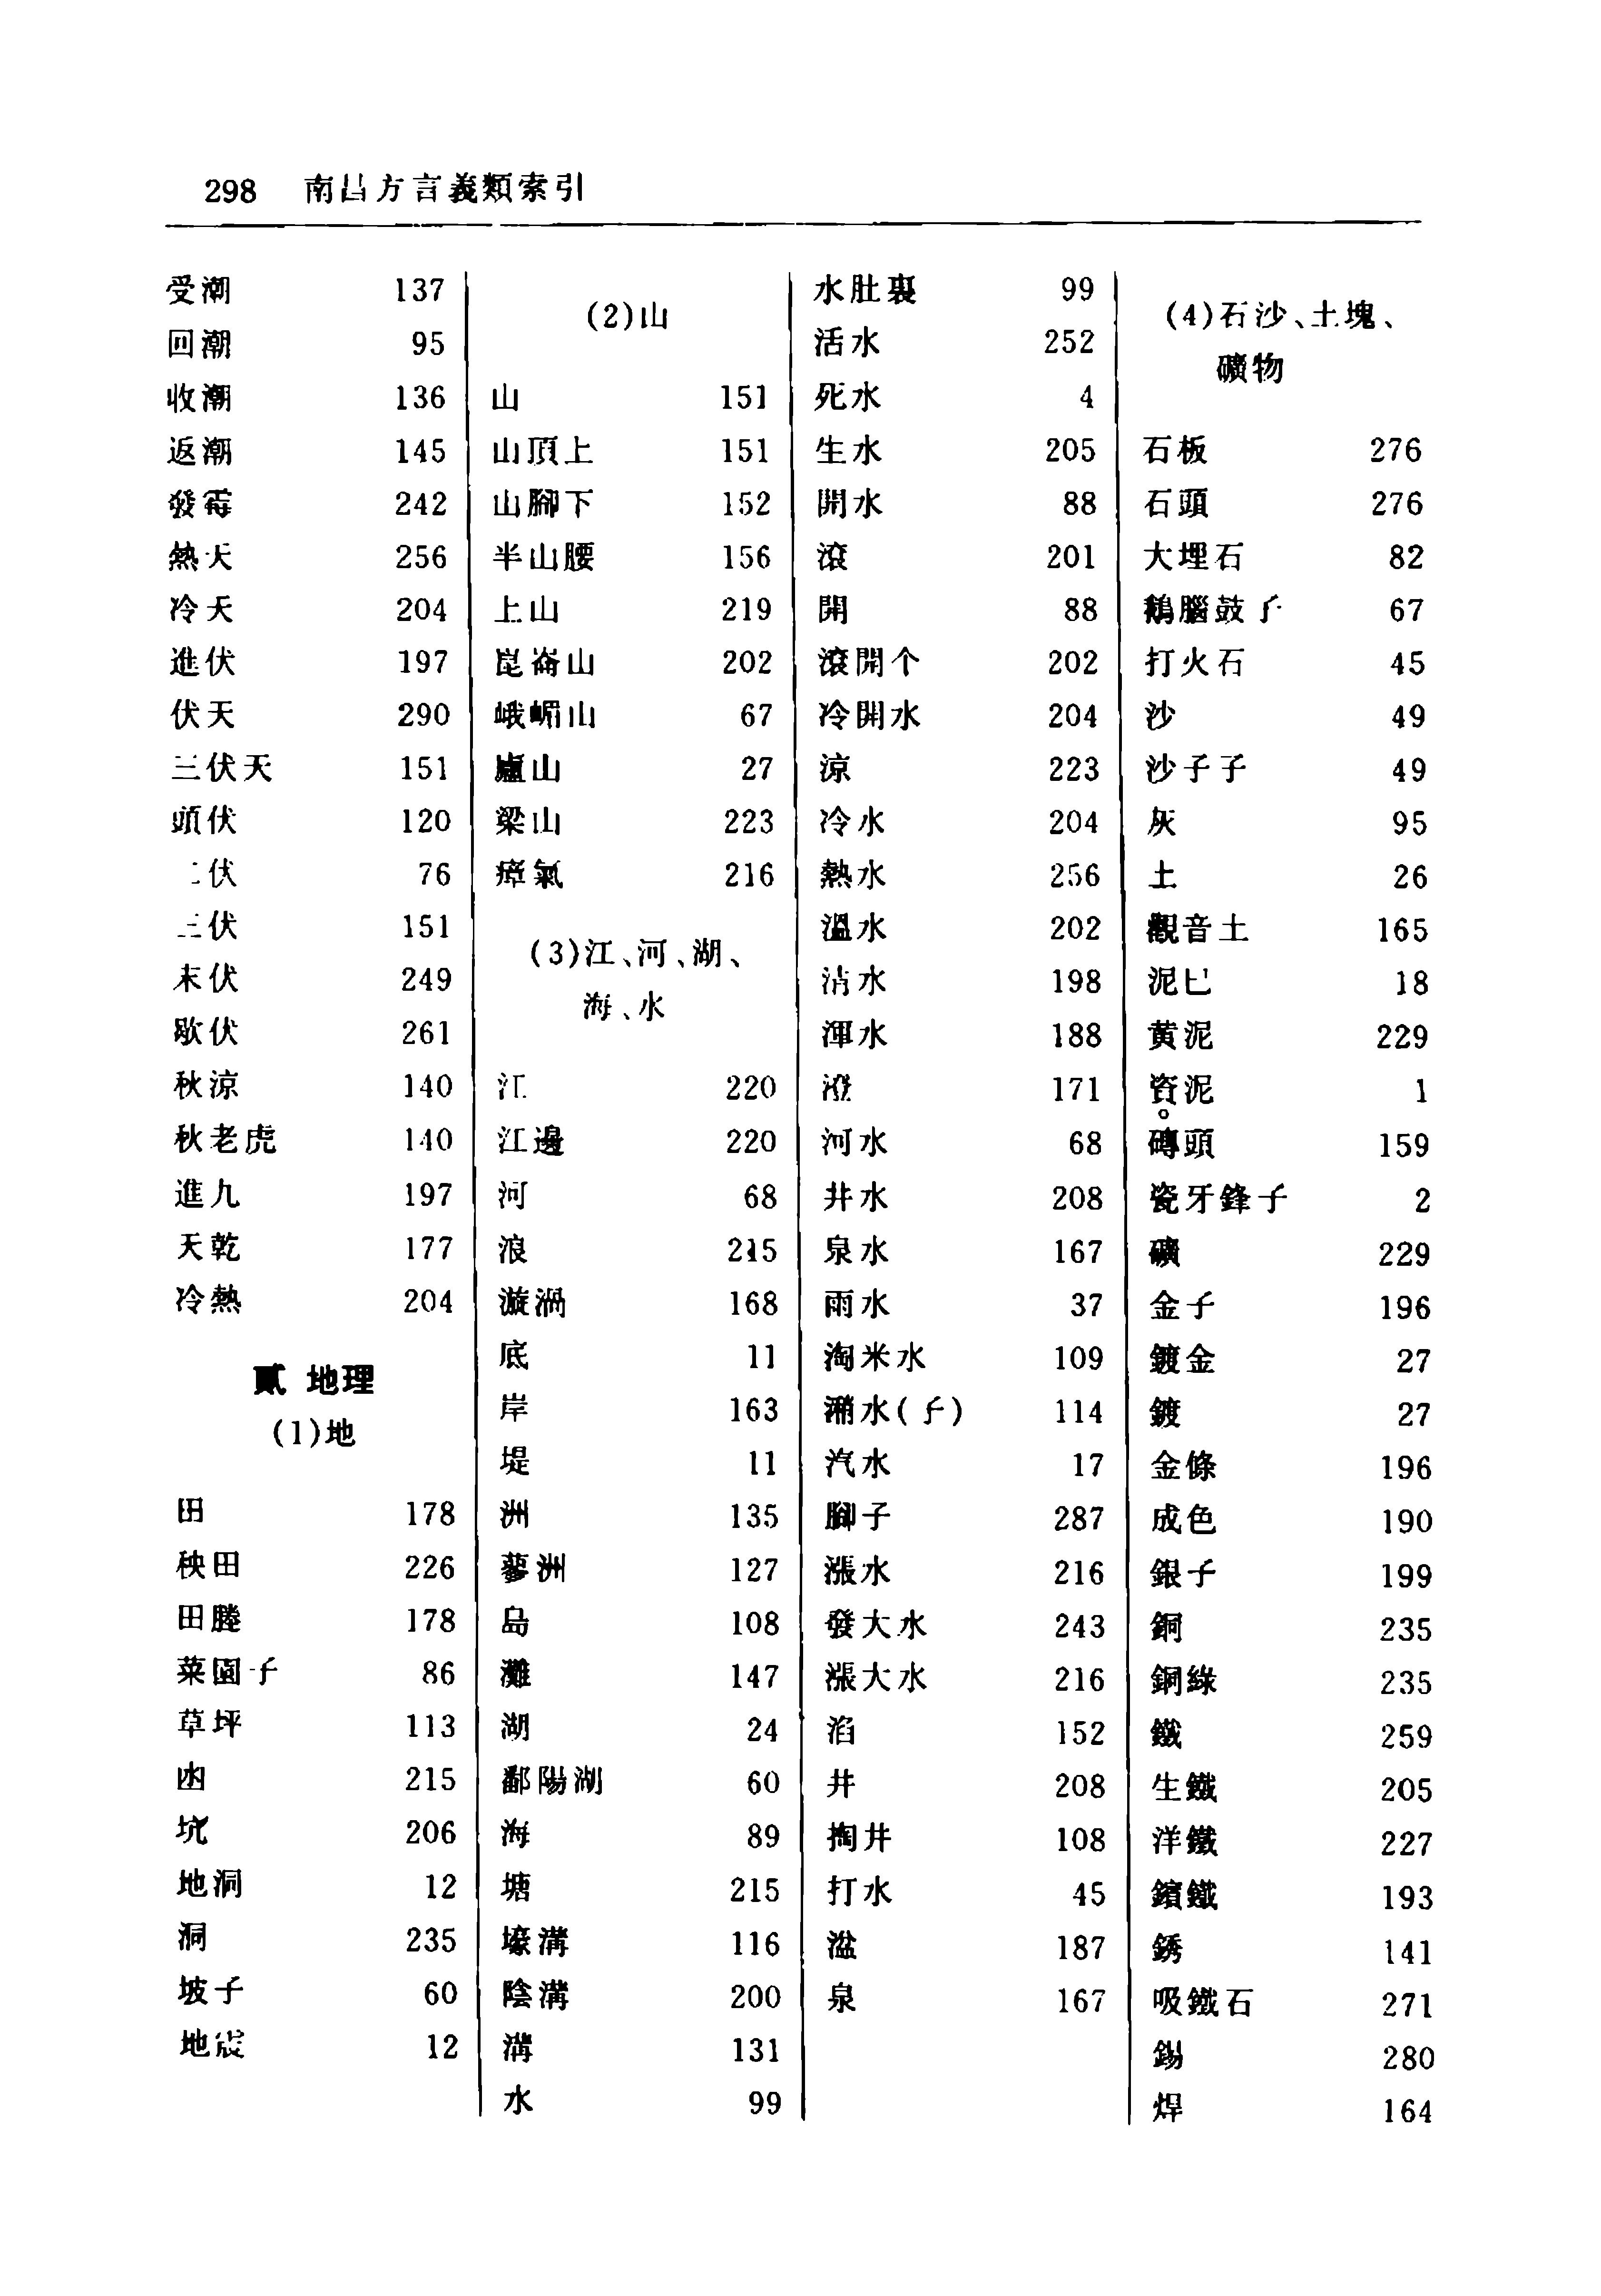 298 南昌方言義類索引
受潮 137
回潮 95
收潮 136
返潮 145
發霉 242
熱天 256
冷天 204
進伏 197
伏天 290
三伏天 151
頭伏 120
二伏 76
三伏 151
末伏 249
歇伏 261
秋涼 140
秋老虎 140
進九 197
天乾 177
冷熱 204
貳 地理
(1)地
田 178
秧田 226
田塍 178
菜園子 86
草坪 113
凼 215
坑 206
地洞 12
洞 235
坡子 60
地震 12
(2)山
山 151
山頂上 151
山腳下 152
半山腰 156
上山 219
崑崙山 202
峨嵋山 67
廬山 27
梁山 223
瘴氣 216
(3)江、河、湖、
海、水
江 220
江邊 220
河 68
浪 215
漩渦 168
底 11
岸 163
堤 11
洲 135
蓼洲 127
島 108
灘 147
湖 24
鄱陽湖 60
海 89
塘 215
壕溝 116
陰溝 200
溝 131
水 99
水肚裏 99
活水 252
死水 4
生水 205
開水 88
滾 201
開 88
滾開个 202
冷開水 204
涼 223
冷水 204
熱水 256
溫水 202
清水 198
渾水 188
澄 171
河水 68
井水 208
泉水 167
雨水 37
淘米水 109
潲水(子) 114
汽水 17
腳子 287
漲水 216
發大水 243
漲大水 216
滔 152
井 208
掏井 108
打水 45
溢 187
泉 167
(4)石沙、土塊、
礦物
石板 276
石頭 276
大理石 82
鵝腦鼓子 67
打火石 45
沙 49
沙子子 49
灰 95
土 26
觀音土 165
泥巴 18
黃泥 229
瓷泥 1
磚頭 159
瓷牙鋒子 2
礦 229
金子 196
鍍金 27
鍍 27
金條 196
成色 190
銀子 199
銅 235
銅綠 235
鐵 259
生鐵 205
洋鐵 227
鑌鐵 193
銹 141
吸鐵石 271
錫 280
焊 164